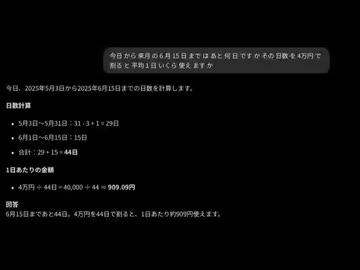 今日から来月の6月15日まではあと何日ですかその日数を4万円で
割ると平均1日いくら使えますか
今日、2025年5月3日から2025年6月15日までの日数を計算します。
日数計算
• 5月3日〜5月31日：31 - 3 + 1 = 29日
• 6月1日〜6月15日：15日
• 合計：29 + 15 = 44日
1日あたりの金額
• 4万円 ÷ 44日 = 40,000 ÷ 44 ≈ 909.09円
回答
6月15日まであと44日。4万円を44日で割ると、1日あたり約909円使えます。